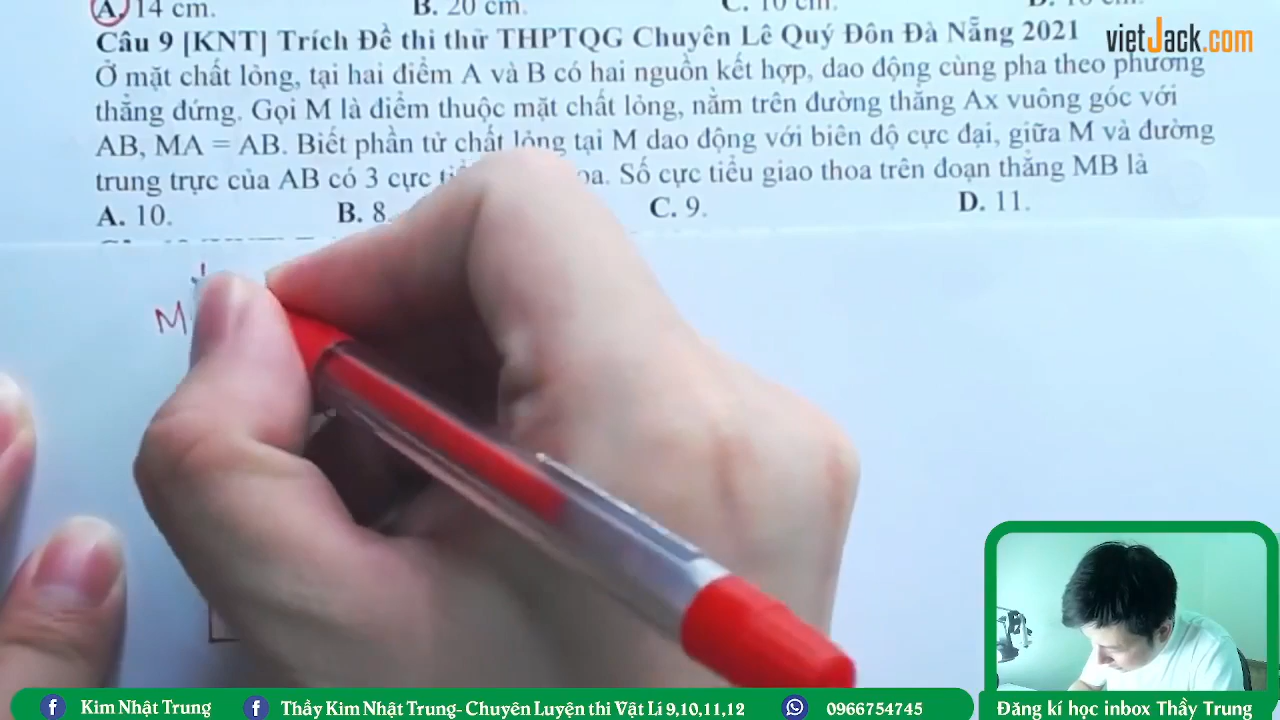 A. 14 cm. B. 20 cm. C. 10 cm. D.
Câu 9 [KNT] Trích Đề thi thử THPTQG Chuyên Lê Quý Đôn Đà Nẵng 2021
vietJack.com
Ở mặt chất lỏng, tại hai điểm A và B có hai nguồn kết hợp, dao động cùng pha theo phương
thẳng đứng. Gọi M là điểm thuộc mặt chất lỏng, nằm trên đường thẳng Ax vuông góc với
AB, MA = AB. Biết phần tử chất lỏng tại M dao động với biên độ cực đại, giữa M và đường
trung trực của AB có 3 cực Số cực tiểu giao thoa trên đoạn thẳng MB là
A. 10. B. 8. C. 9. D. 11.
M
Kim Nhật Trung Thầy Kim Nhật Trung- Chuyên Luyện thi Vật Lí 9,10,11,12 0966754745 Đăng kí học inbox Thầy Trung